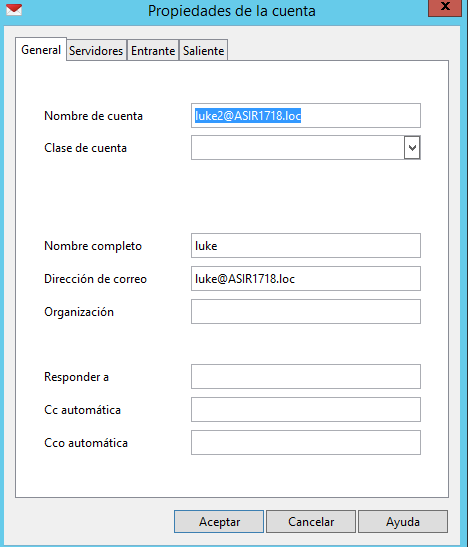 Propiedades de la cuenta
x
General Servidores Entrante Saliente
Nombre de cuenta luke2@ASIR1718.loc
Clase de cuenta
Nombre completo luke
Dirección de correo luke@ASIR1718.loc
Organización
Responder a
Cc automática
Cco automática
Aceptar Cancelar Ayuda